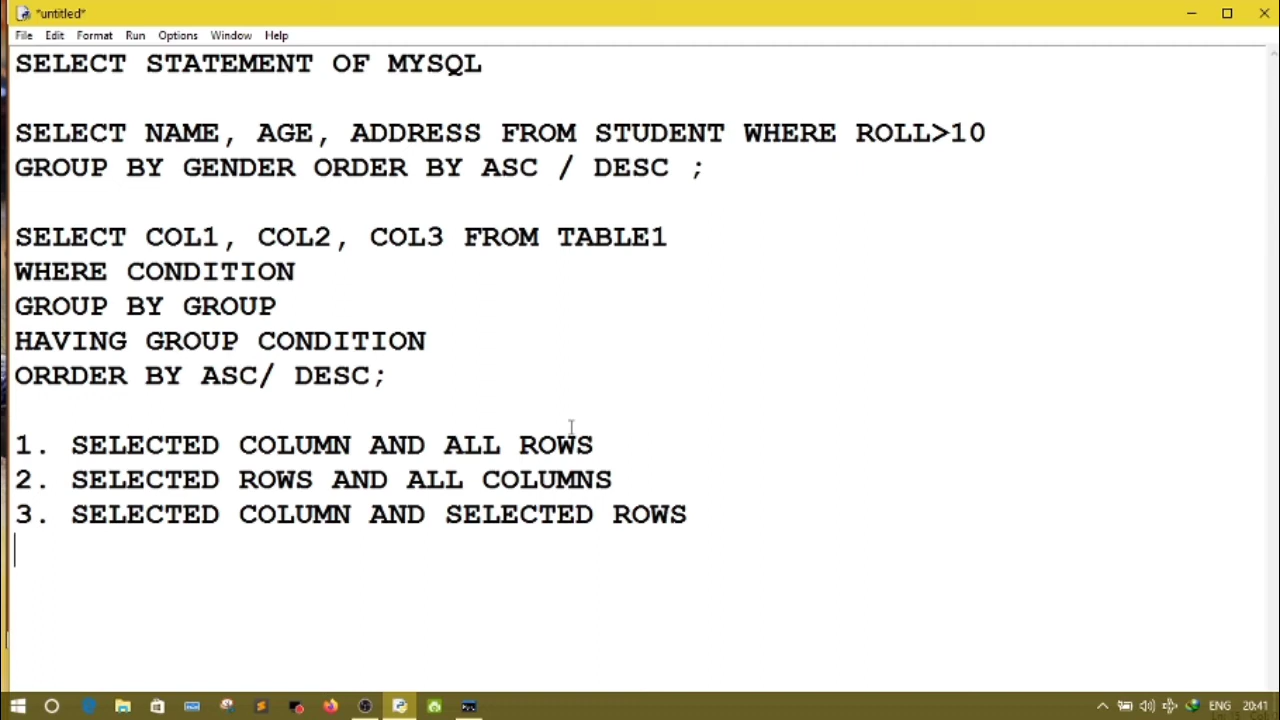 *untitled*
File Edit Format Run Options Window Help
SELECT STATEMENT OF MYSQL
SELECT NAME, AGE, ADDRESS FROM STUDENT WHERE ROLL>10
GROUP BY GENDER ORDER BY ASC / DESC ;
SELECT COL1, COL2, COL3 FROM TABLE1
WHERE CONDITION
GROUP BY GROUP
HAVING GROUP CONDITION
ORRDER BY ASC/ DESC;
1. SELECTED COLUMN AND ALL ROWS
2. SELECTED ROWS AND ALL COLUMNS
3. SELECTED COLUMN AND SELECTED ROWS
ENG 20:41